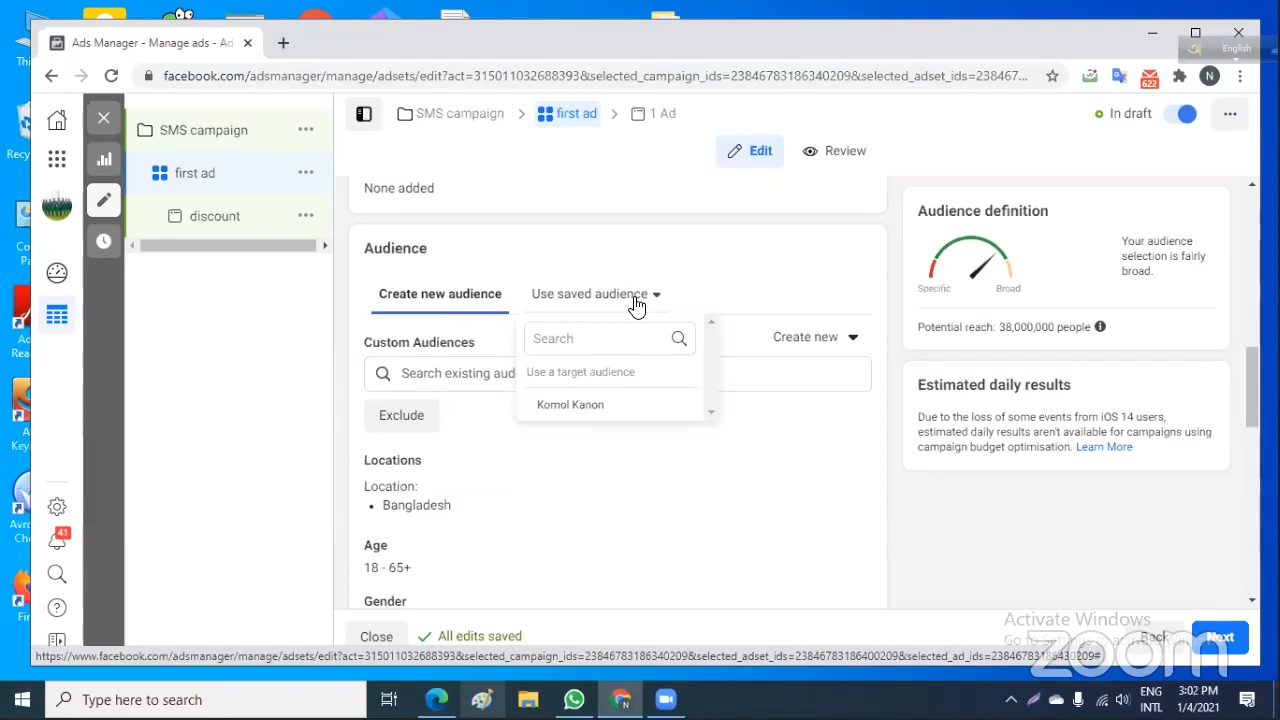 Ads Manager - Manage ads - Ad
English
facebook.com/adsmanager/manage/adsets/edit?act=315011032688393&selected_campaign_ids=23846783186340209&selected_adset_ids=238467...
622
N
SMS campaign
first ad
discount
SMS campaign
first ad
1 Ad
In draft
Edit
Review
None added
Audience
Create new audience
Use saved audience
Search
Use a target audience
Komol Kanon
Custom Audiences
Create new
Search existing aud
Exclude
Locations
Location:
• Bangladesh
Age
18 - 65+
Gender
Audience definition
Specific
Broad
Your audience
selection is fairly
broad.
Potential reach: 38,000,000 people
Estimated daily results
Due to the loss of some events from iOS 14 users,
estimated daily results aren't available for campaigns using
campaign budget optimisation. Learn More
41
Close
All edits saved
Back
Next
Activate Windows
zoom
https://www.facebook.com/adsmanager/manage/adsets/edit?act=315011032688393&selected_campaign_ids=23846783186340209&selected_adset_ids=23846783186400209&selected_ad_ids=23846783186430209#
Type here to search
ENG
INTL
3:02 PM
1/4/2021